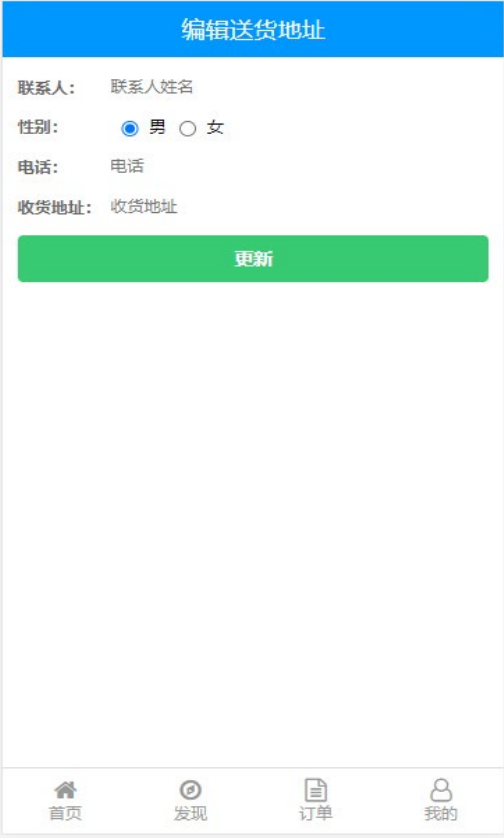 编辑送货地址
联系人： 联系人姓名
性别： 男 女
电话： 电话
收货地址： 收货地址
更新
首页 发现 订单 我的